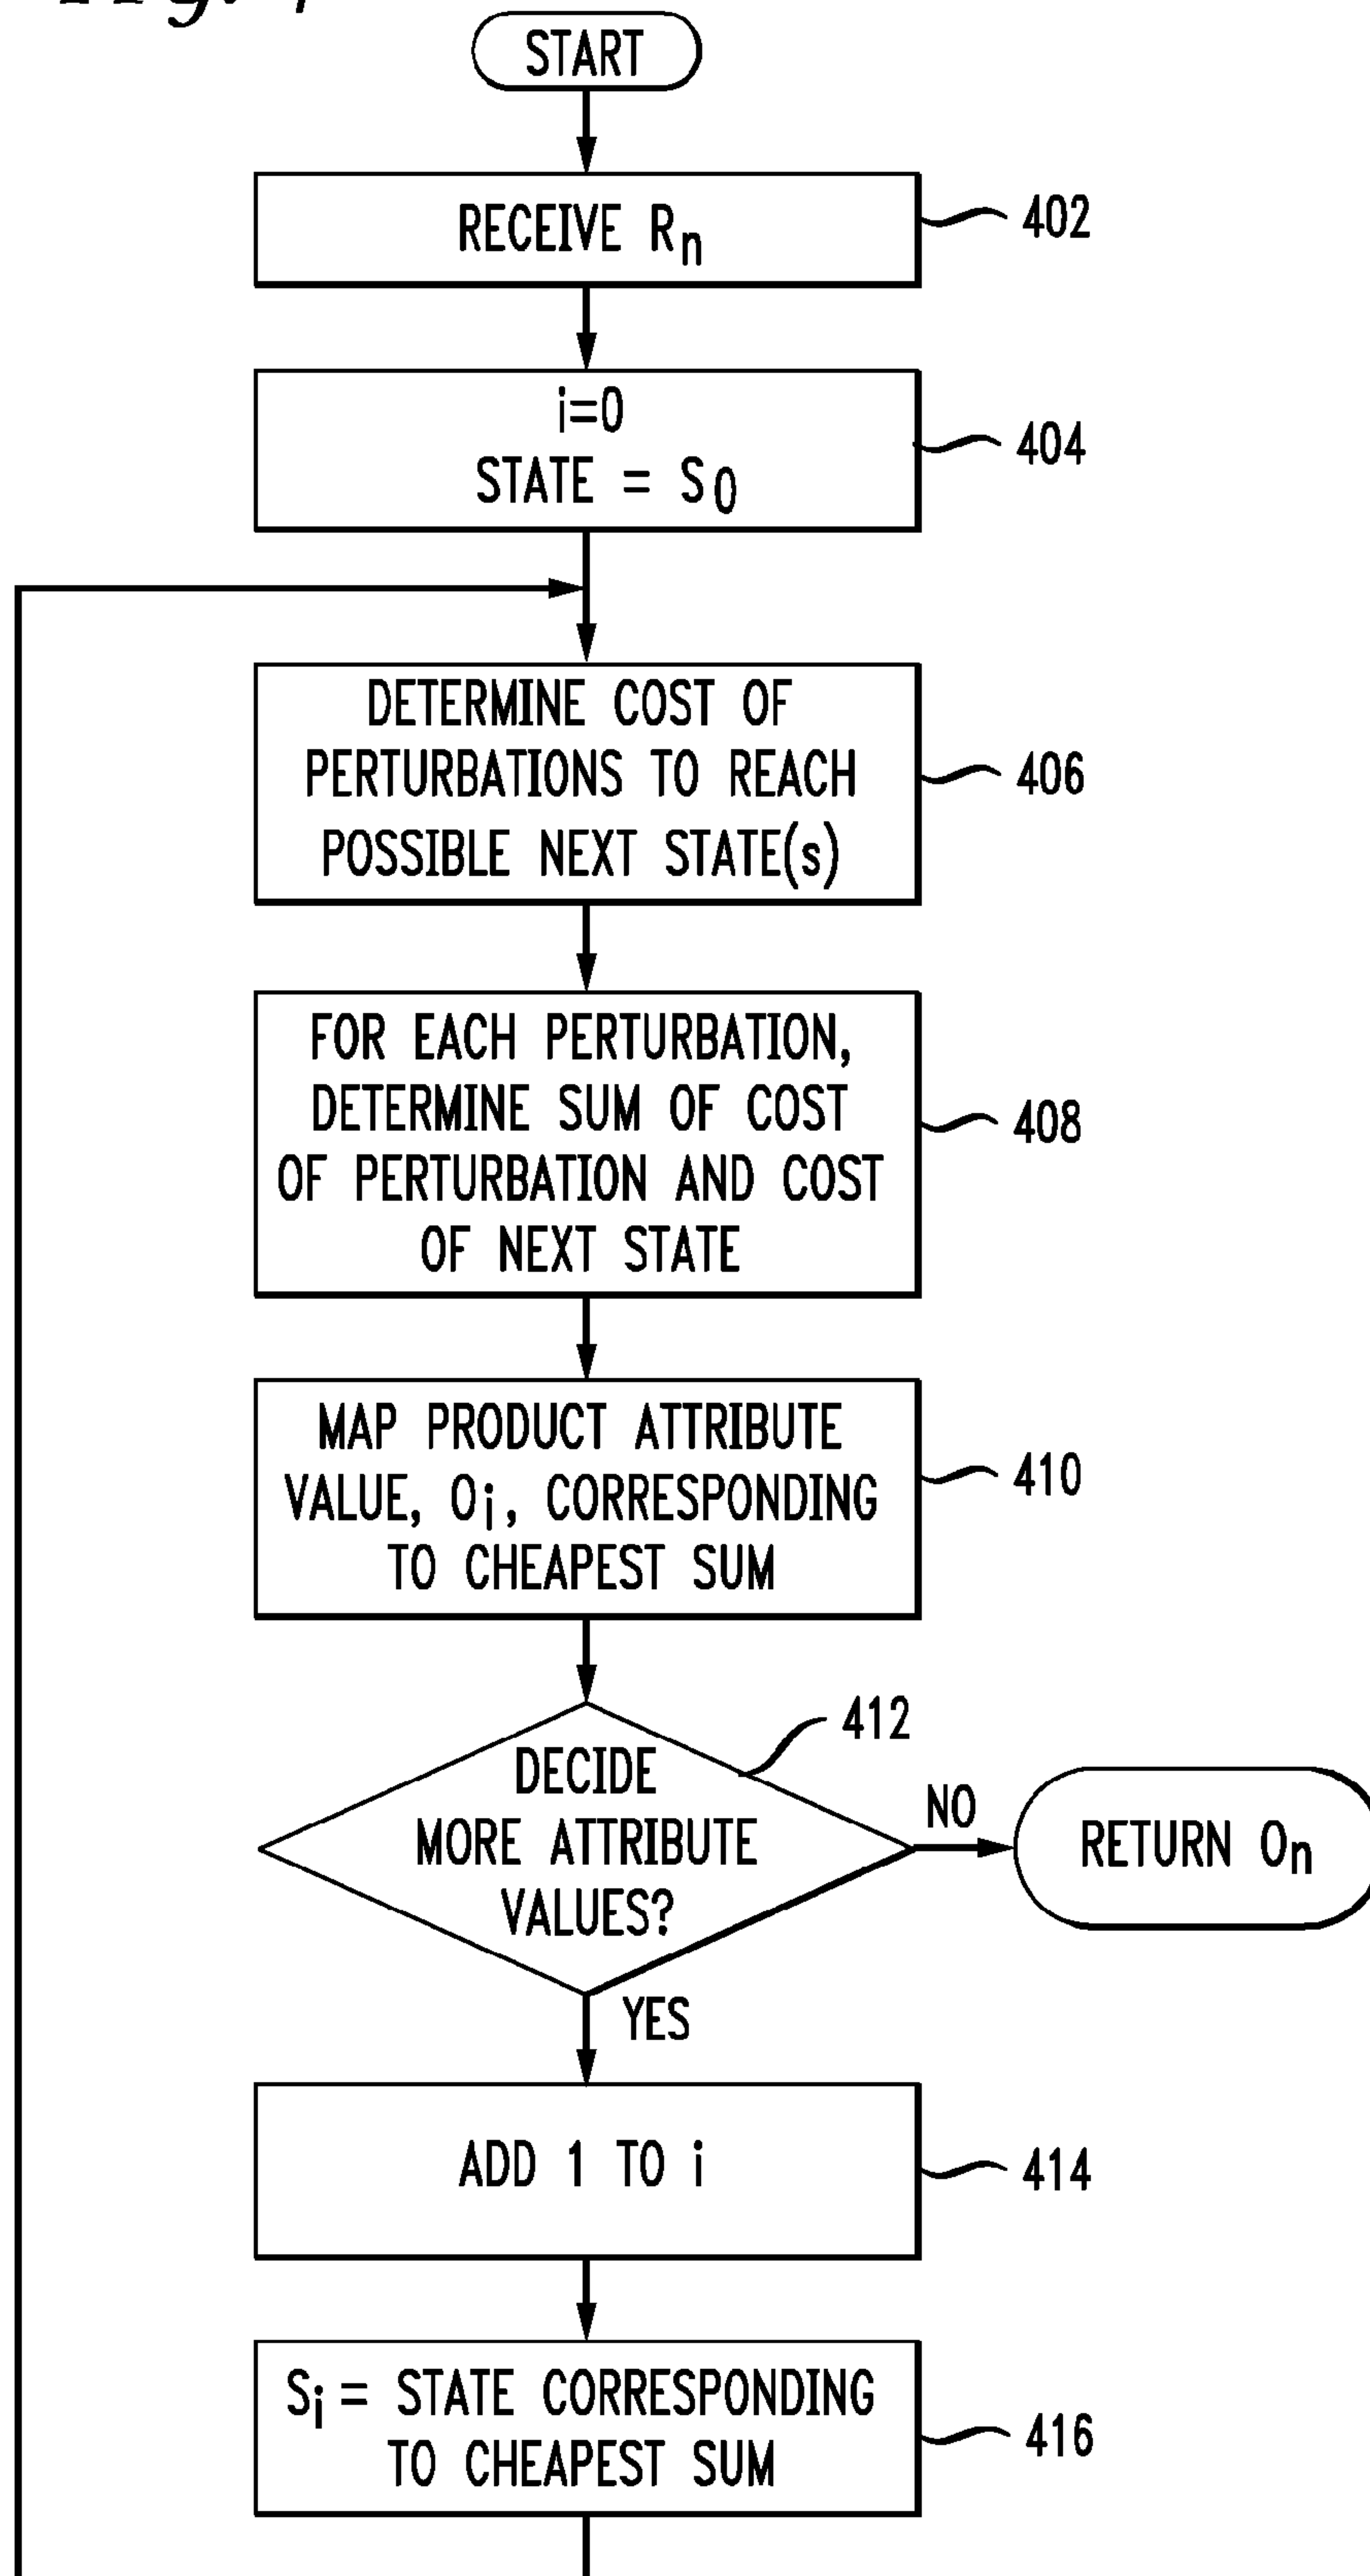 START
RECEIVE Rn
402
i=0
STATE = S0
404
DETERMINE COST OF
PERTURBATIONS TO REACH
POSSIBLE NEXT STATE(s)
406
FOR EACH PERTURBATION,
DETERMINE SUM OF COST
OF PERTURBATION AND COST
OF NEXT STATE
408
MAP PRODUCT ATTRIBUTE
VALUE, Oi, CORRESPONDING
TO CHEAPEST SUM
410
412
DECIDE
MORE ATTRIBUTE
VALUES?
NO
RETURN On
YES
ADD 1 TO i
414
Si = STATE CORRESPONDING
TO CHEAPEST SUM
416